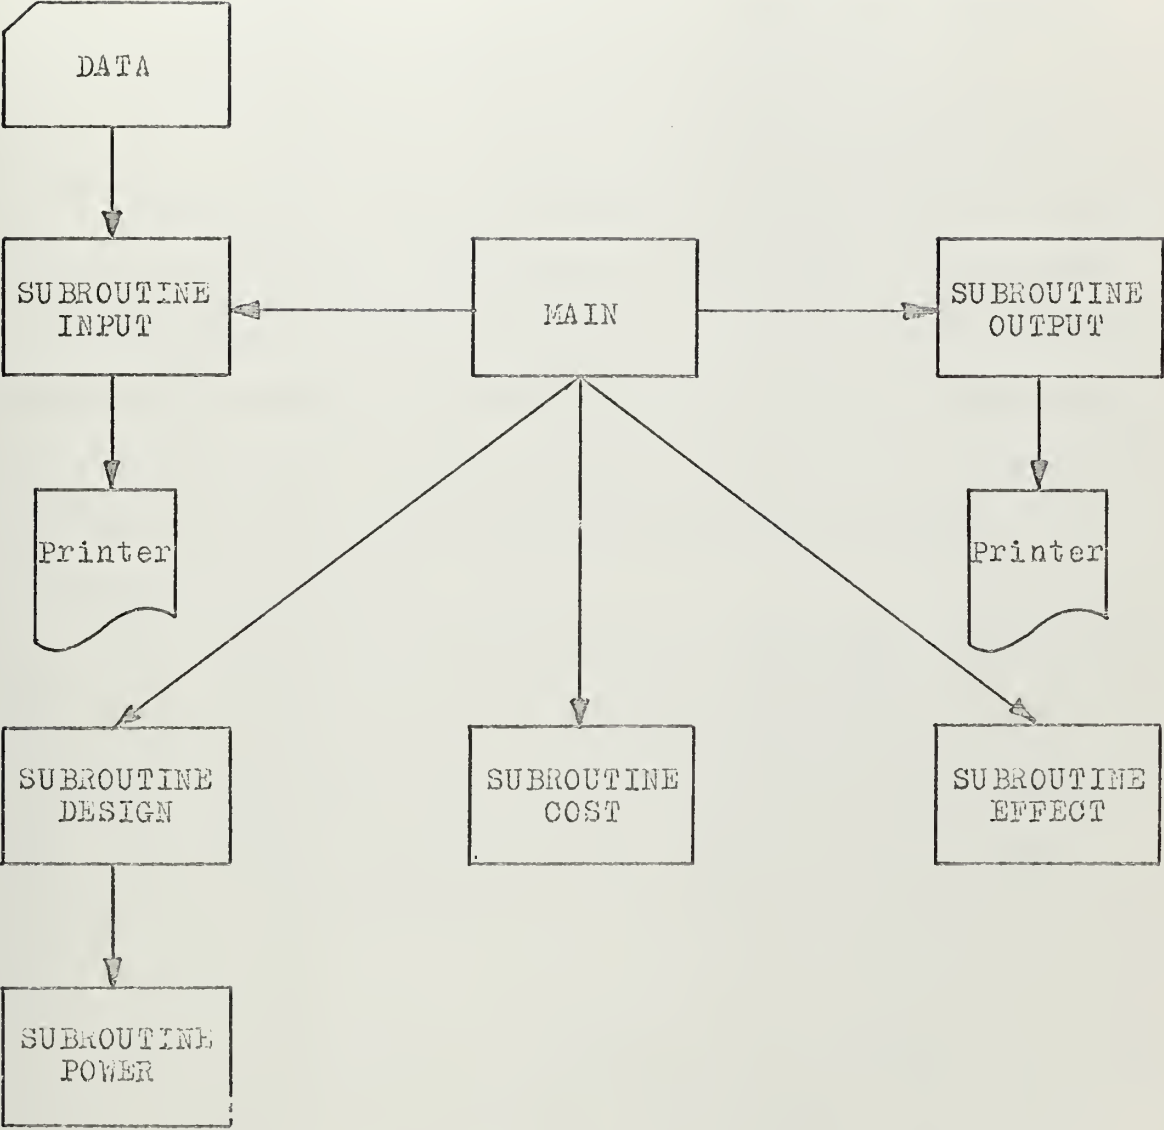 DATA
SUBROUTINE
INPUT
MAIN
SUBROUTINE
OUTPUT
Printer
Printer
SUBROUTINE
DESIGN
SUBROUTINE
COST
SUBROUTINE
EFFECT
SUBROUTINE
POWER